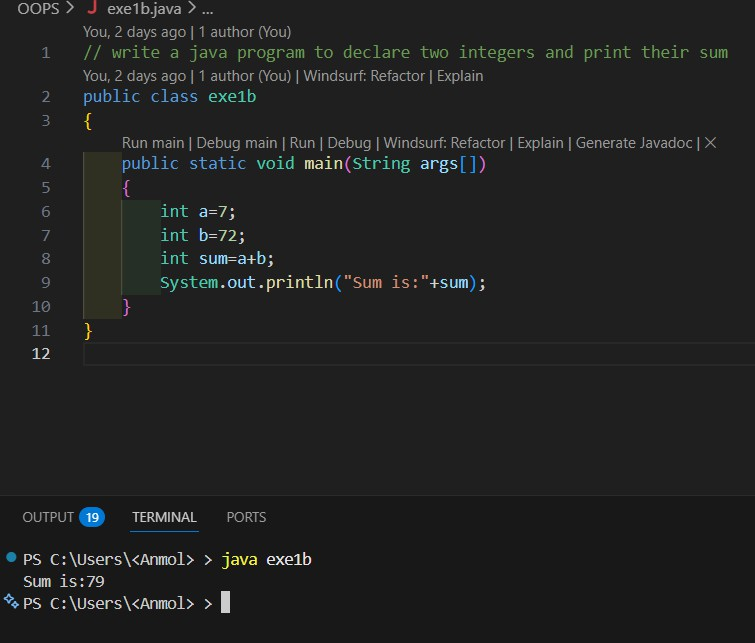 OOPS > J exe1b.java > ...
You, 2 days ago | 1 author (You)
1 // write a java program to declare two integers and print their sum
You, 2 days ago | 1 author (You) | Windsurf: Refactor | Explain
2 public class exe1b
3 {
Run main | Debug main | Run | Debug | Windsurf: Refactor | Explain | Generate Javadoc | ×
4 public static void main(String args[])
5 {
6 int a=7;
7 int b=72;
8 int sum=a+b;
9 System.out.println("Sum is:"+sum);
10 }
11 }
12
OUTPUT 19 TERMINAL PORTS
PS C:\Users\<Anmol> > java exe1b
Sum is:79
PS C:\Users\<Anmol> >